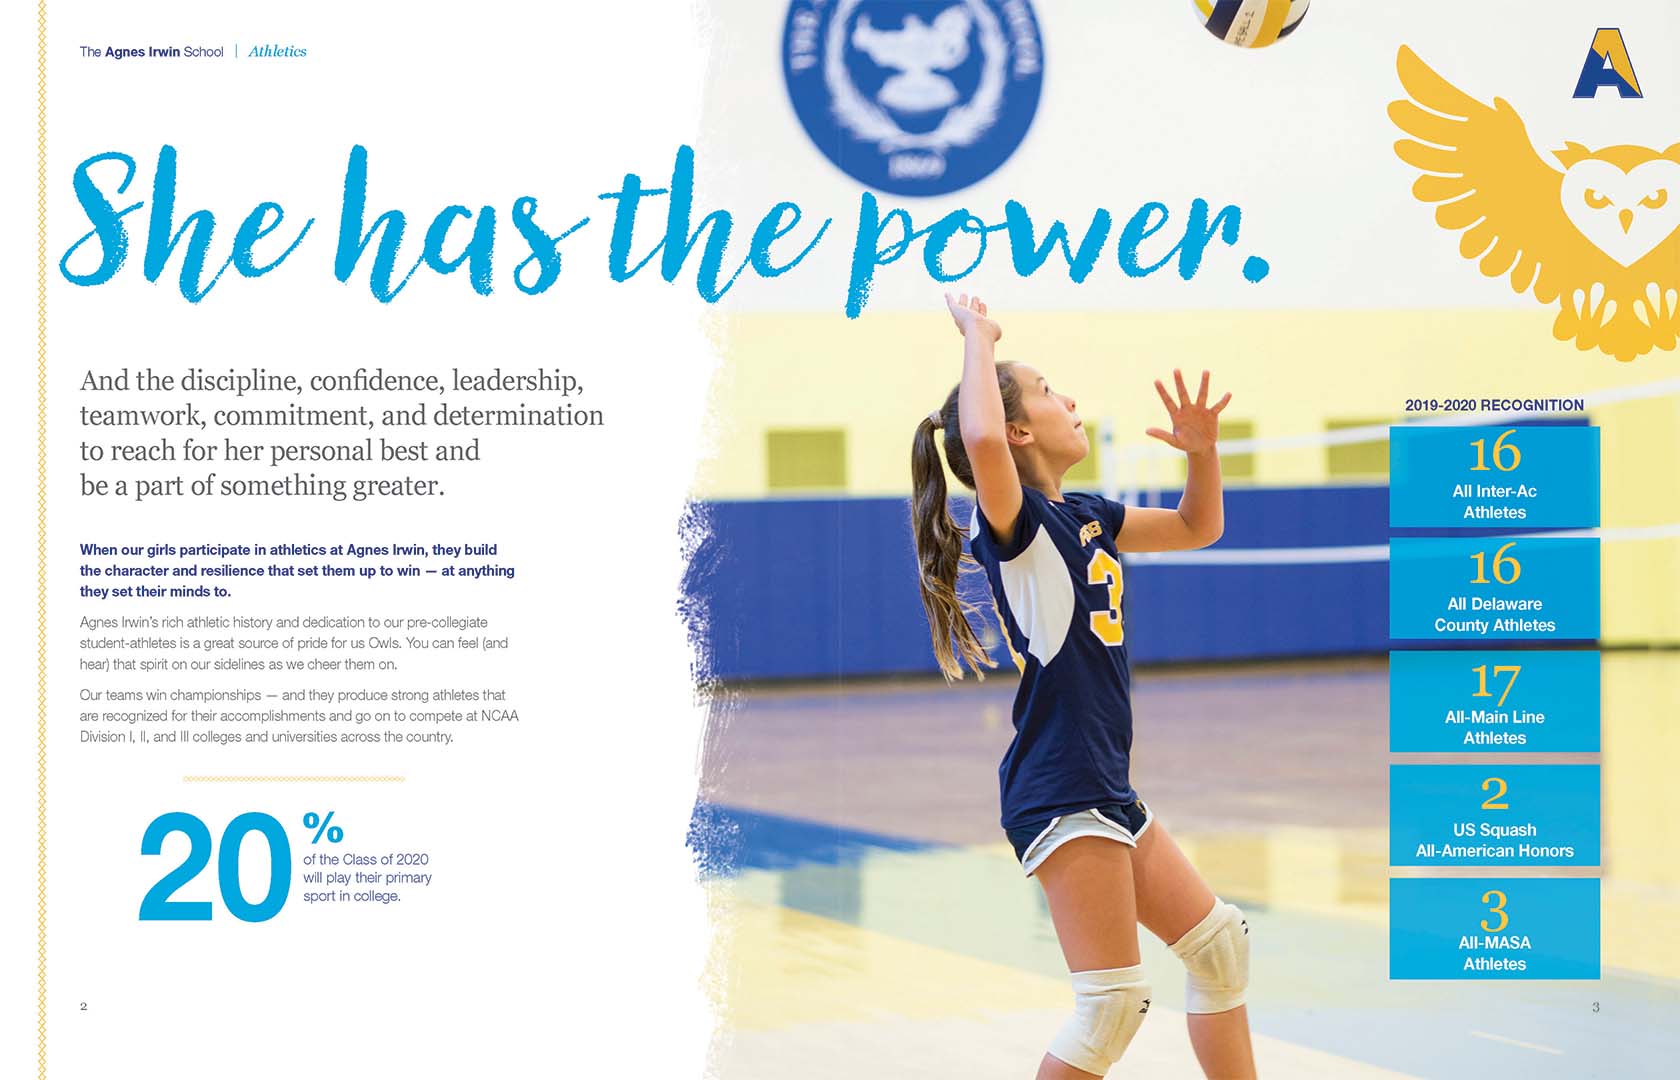 The Agnes Irwin School | Athletics
She has the power.
And the discipline, confidence, leadership,
teamwork, commitment, and determination
to reach for her personal best and
be a part of something greater.
When our girls participate in athletics at Agnes Irwin, they build
the character and resilience that set them up to win — at anything
they set their minds to.
Agnes Irwin's rich athletic history and dedication to our pre-collegiate
student-athletes is a great source of pride for us Owls. You can feel (and
hear) that spirit on our sidelines as we cheer them on.
Our teams win championships — and they produce strong athletes that
are recognized for their accomplishments and go on to compete at NCAA
Division I, II, and III colleges and universities across the country.
20%
of the Class of 2020
will play their primary
sport in college.
2
1869
3
A
2019-2020 RECOGNITION
16
All Inter-Ac
Athletes
16
All Delaware
County Athletes
17
All-Main Line
Athletes
2
US Squash
All-American Honors
3
All-MASA
Athletes
3